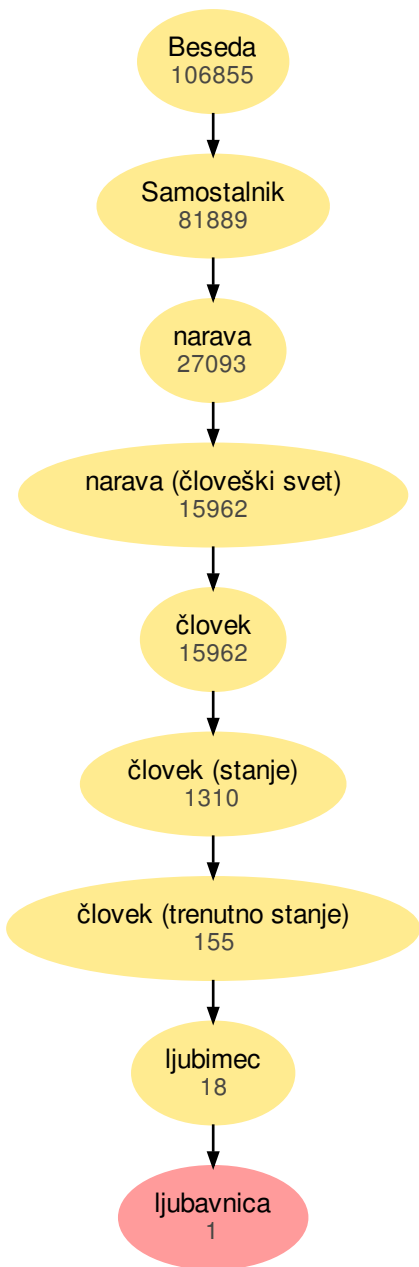 Beseda
106855
Samostalnik
81889
narava
27093
narava (človeški svet)
15962
človek
15962
človek (stanje)
1310
človek (trenutno stanje)
155
ljubimec
18
ljubavnica
1